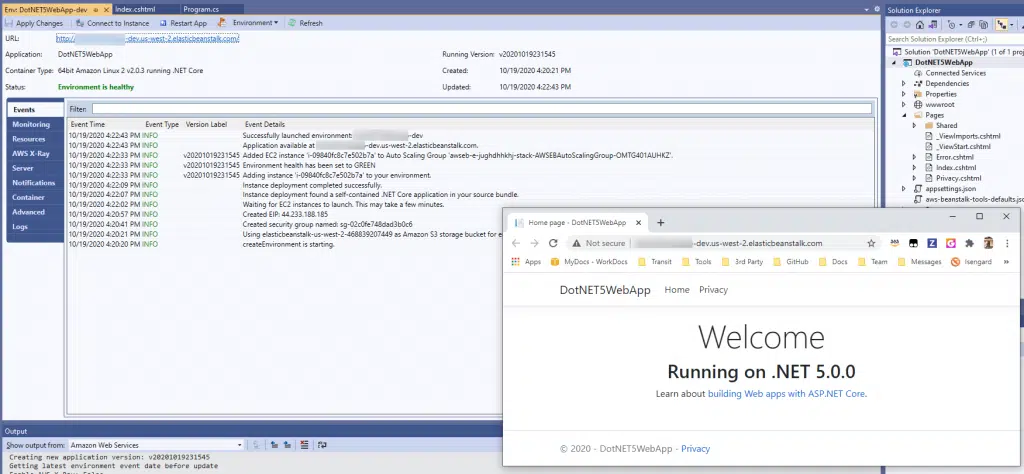 Env: DotNET5WebApp-dev
Index.cshtml
Program.cs
Apply Changes
Connect to Instance
Restart App
Environment
Refresh
URL: http:// -dev.us-west-2.elasticbeanstalk.com/
Application: DotNET5WebApp
Running Version: v20201019231545
Container Type: 64bit Amazon Linux 2 v2.0.3 running .NET Core
Created: 10/19/2020 4:20:21 PM
Status: Environment is healthy
Updated: 10/19/2020 4:22:43 PM
Events
Monitoring
Resources
AWS X-Ray
Server
Notifications
Container
Advanced
Logs
Filter:
Event Time Event Type Version Label Event Details
10/19/2020 4:22:43 PM INFO Successfully launched environment: -dev
10/19/2020 4:22:43 PM INFO Application available at -dev.us-west-2.elasticbeanstalk.com.
10/19/2020 4:22:33 PM INFO v20201019231545 Added EC2 instance 'i-09840fc8c7e502b7a' to Auto Scaling Group 'awseb-e-jughdhhkhj-stack-AWSEBAutoScalingGroup-OMTG401AUHKZ'.
10/19/2020 4:22:33 PM INFO v20201019231545 Environment health has been set to GREEN
10/19/2020 4:22:33 PM INFO v20201019231545 Adding instance 'i-09840fc8c7e502b7a' to your environment.
10/19/2020 4:22:09 PM INFO Instance deployment completed successfully.
10/19/2020 4:22:07 PM INFO Instance deployment found a self-contained .NET Core application in your source bundle.
10/19/2020 4:22:02 PM INFO Waiting for EC2 instances to launch. This may take a few minutes.
10/19/2020 4:20:57 PM INFO Created EIP: 44.233.188.185
10/19/2020 4:20:41 PM INFO Created security group named: sg-02c0fe748dad3b0c6
10/19/2020 4:20:21 PM INFO Using elasticbeanstalk-us-west-2-468839207449 as Amazon S3 storage bucket for e
10/19/2020 4:20:20 PM INFO createEnvironment is starting.
Solution Explorer
Search Solution Explorer (Ctrl+;)
Solution 'DotNET5WebApp' (1 of 1 proj
DotNET5WebApp
Connected Services
Dependencies
Properties
wwwroot
Pages
Shared
_ViewImports.cshtml
_ViewStart.cshtml
Error.cshtml
Index.cshtml
Privacy.cshtml
appsettings.json
aws-beanstalk-tools-defaults.jso
Home page - DotNET5WebApp
Not secure -dev.us-west-2.elasticbeanstalk.com
Apps
MyDocs - WorkDocs
Transit
Tools
3rd Party
GitHub
Docs
Team
Messages
Isengard
DotNET5WebApp
Home
Privacy
Welcome
Running on .NET 5.0.0
Learn about building Web apps with ASP.NET Core.
© 2020 - DotNET5WebApp - Privacy
Output
Show output from: Amazon Web Services
Creating new application version: v20201019231545
Getting latest environment event date before update